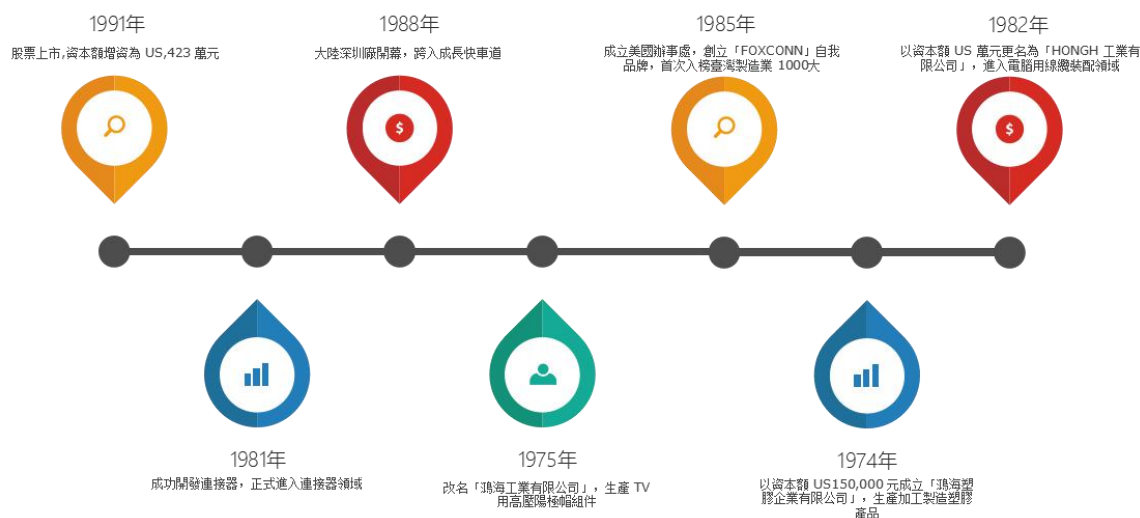 1991年
股票上市,資本額增資為 US,423 萬元
1988年
大陸深圳廠開幕，跨入成長快車道
1985年
成立美國辦事處，創立「FOXCONN」自我
品牌，首次入榜臺灣製造業 1000大
1982年
以資本額 US 萬元更名為「HONGH 工業有
限公司」，進入電腦用線纜裝配領域
1981年
成功開發連接器，正式進入連接器領域
1975年
改名「鴻海工業有限公司」，生產 TV
用高壓陽極帽組件
1974年
以資本額 US150,000 元成立「鴻海塑
膠企業有限公司」，生產加工製造塑膠
產品